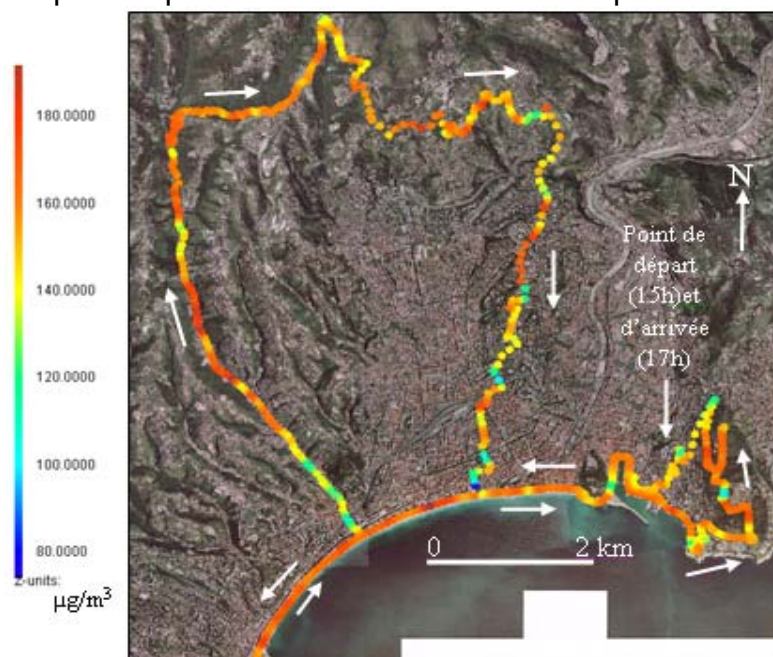 180.0000
160.0000
140.0000
120.0000
100.0000
80.0000
z-units:
µg/m³
N
Point de
départ
(15h)et
d'arrivée
(17h)
0 2 km